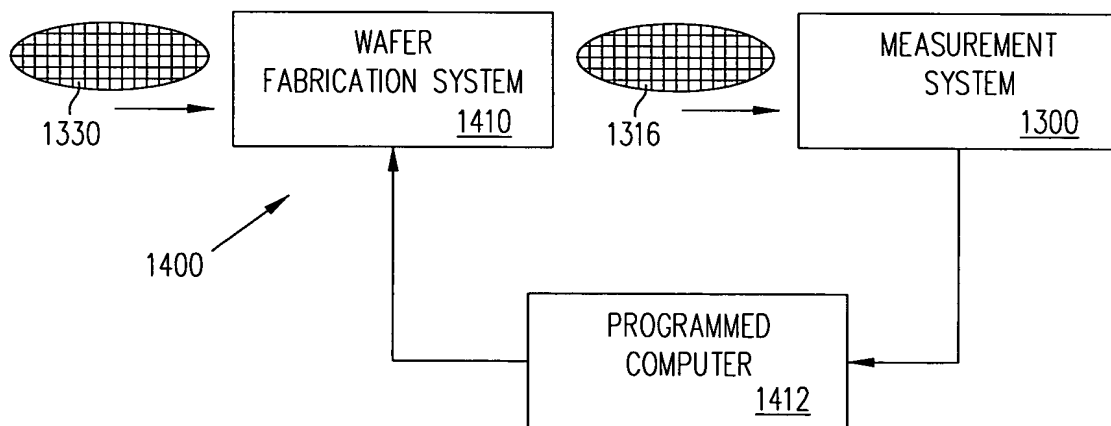 WAFER
FABRICATION SYSTEM
1410
MEASUREMENT
SYSTEM
1300
1330
1316
1400
PROGRAMMED
COMPUTER
1412